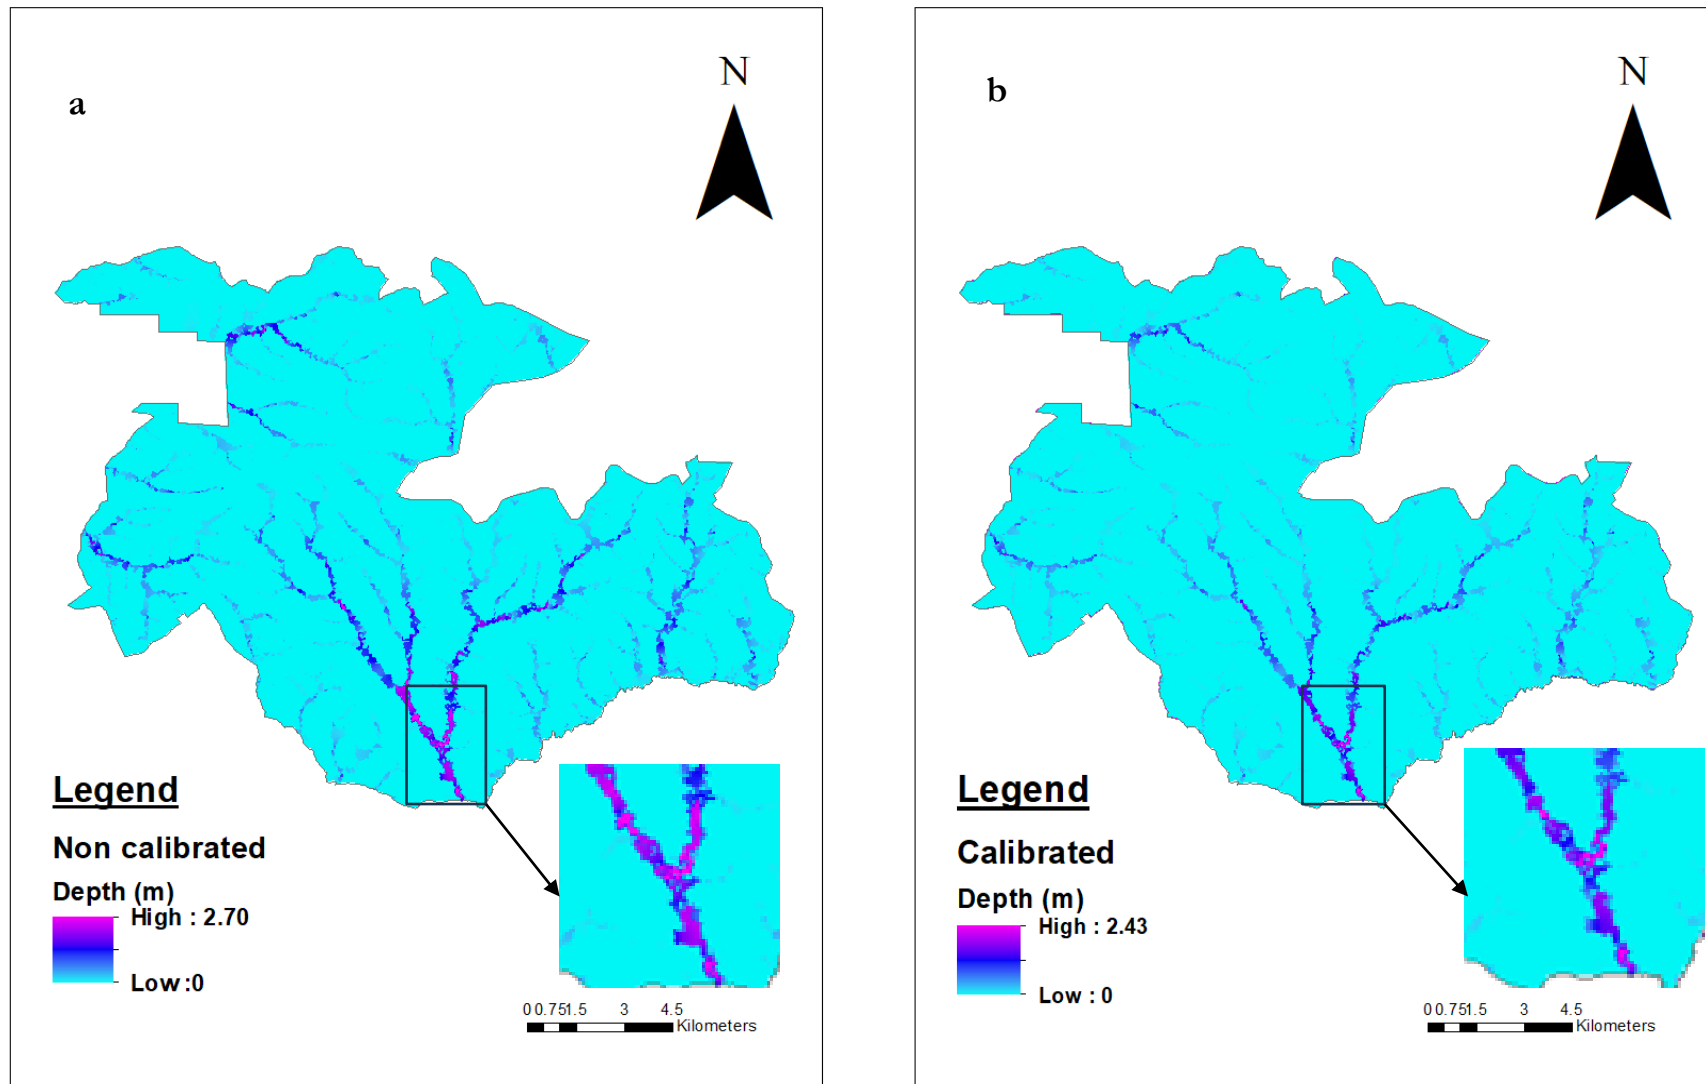 a
N
Legend
Non calibrated
Depth (m)
High : 2.70
Low :0
0 0.75 1.5 3 4.5
Kilometers
b
N
Legend
Calibrated
Depth (m)
High : 2.43
Low : 0
0 0.75 1.5 3 4.5
Kilometers